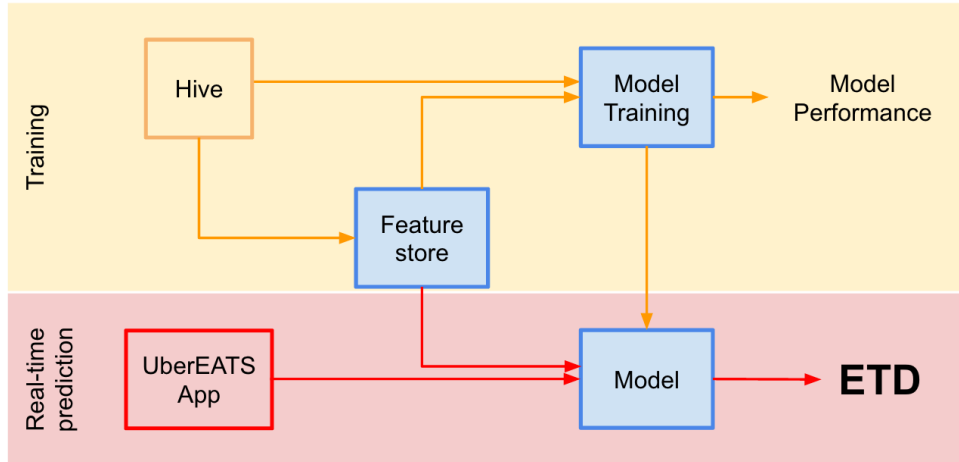 Training
Hive
Model
Training
Model
Performance
Feature
store
Real-time
prediction
UberEATS
App
Model
ETD